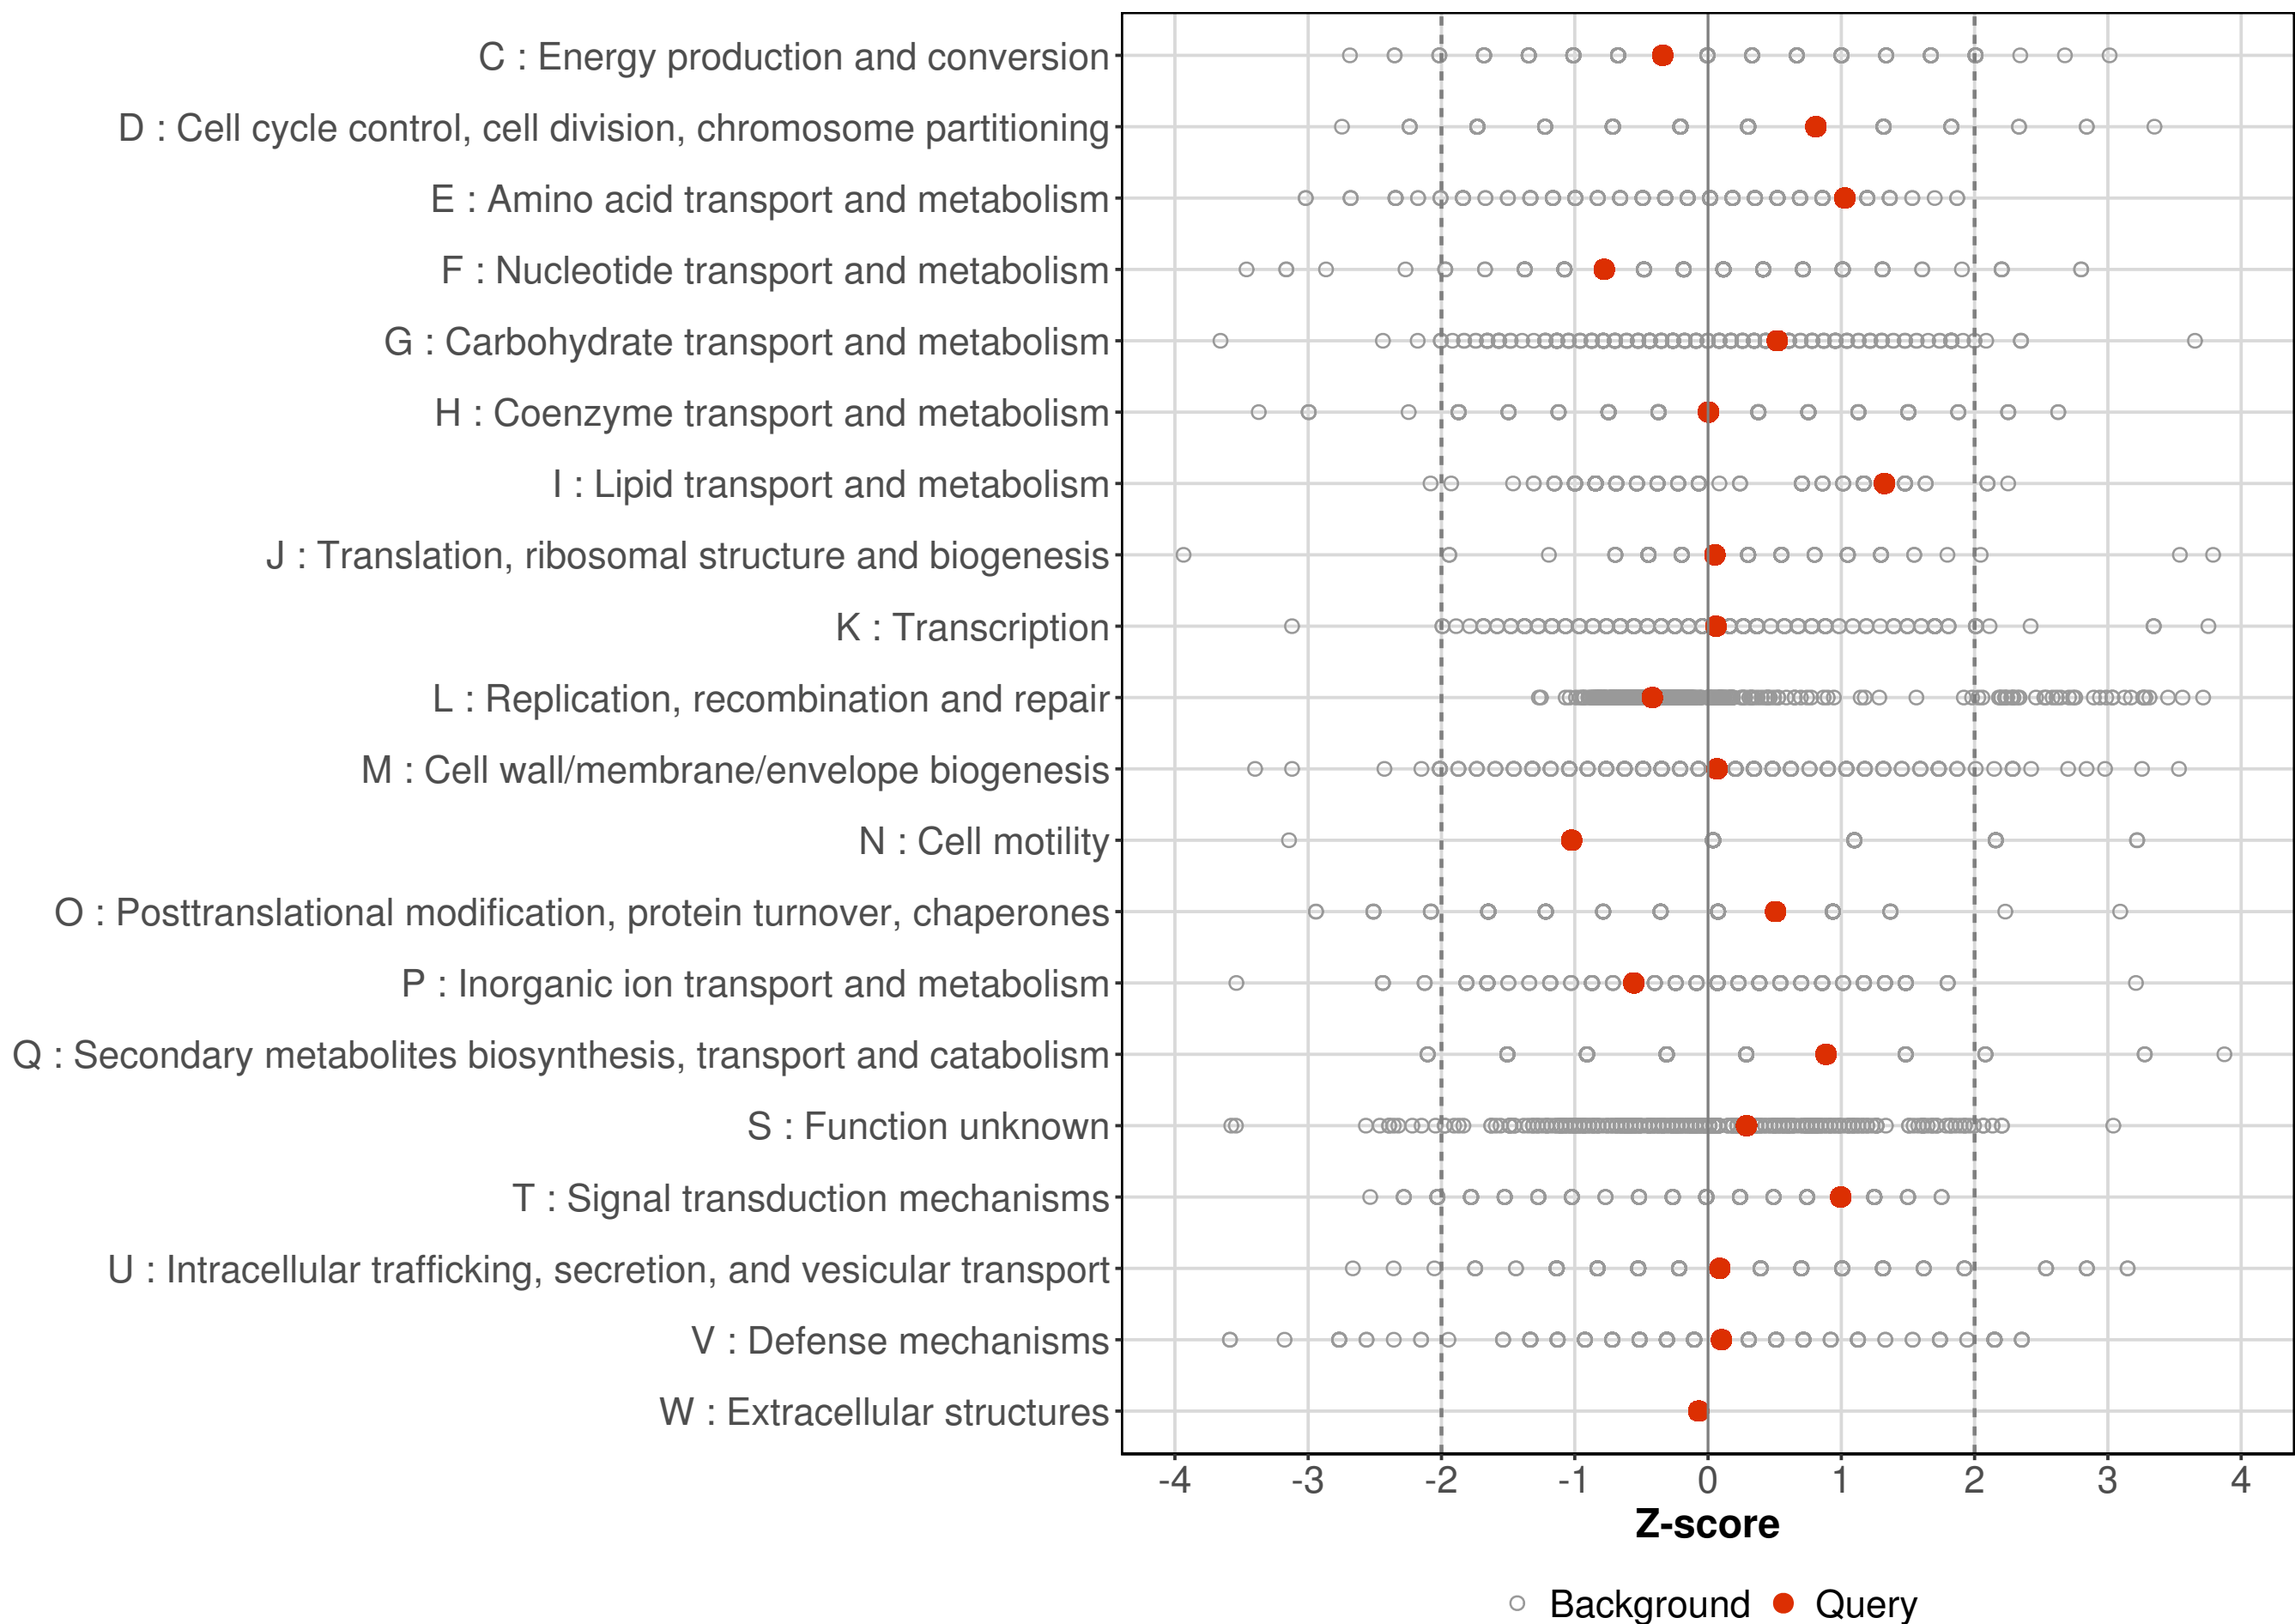 C : Energy production and conversion
D : Cell cycle control, cell division, chromosome partitioning
E : Amino acid transport and metabolism
F : Nucleotide transport and metabolism
G : Carbohydrate transport and metabolism
H : Coenzyme transport and metabolism
I : Lipid transport and metabolism
J : Translation, ribosomal structure and biogenesis
K : Transcription
L : Replication, recombination and repair
M : Cell wall/membrane/envelope biogenesis
N : Cell motility
O : Posttranslational modification, protein turnover, chaperones
P : Inorganic ion transport and metabolism
Q : Secondary metabolites biosynthesis, transport and catabolism
S : Function unknown
T : Signal transduction mechanisms
U : Intracellular trafficking, secretion, and vesicular transport
V : Defense mechanisms
W : Extracellular structures
-4 -3 -2 -1 0 1 2 3 4
Z-score
Background Query